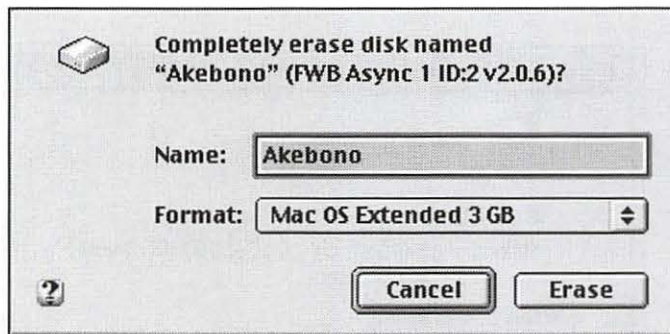 Completely erase disk named
“Akebono” (FWB Async 1 ID:2 v2.0.6)?
Name: Akebono
Format: Mac OS Extended 3 GB
?
Cancel Erase